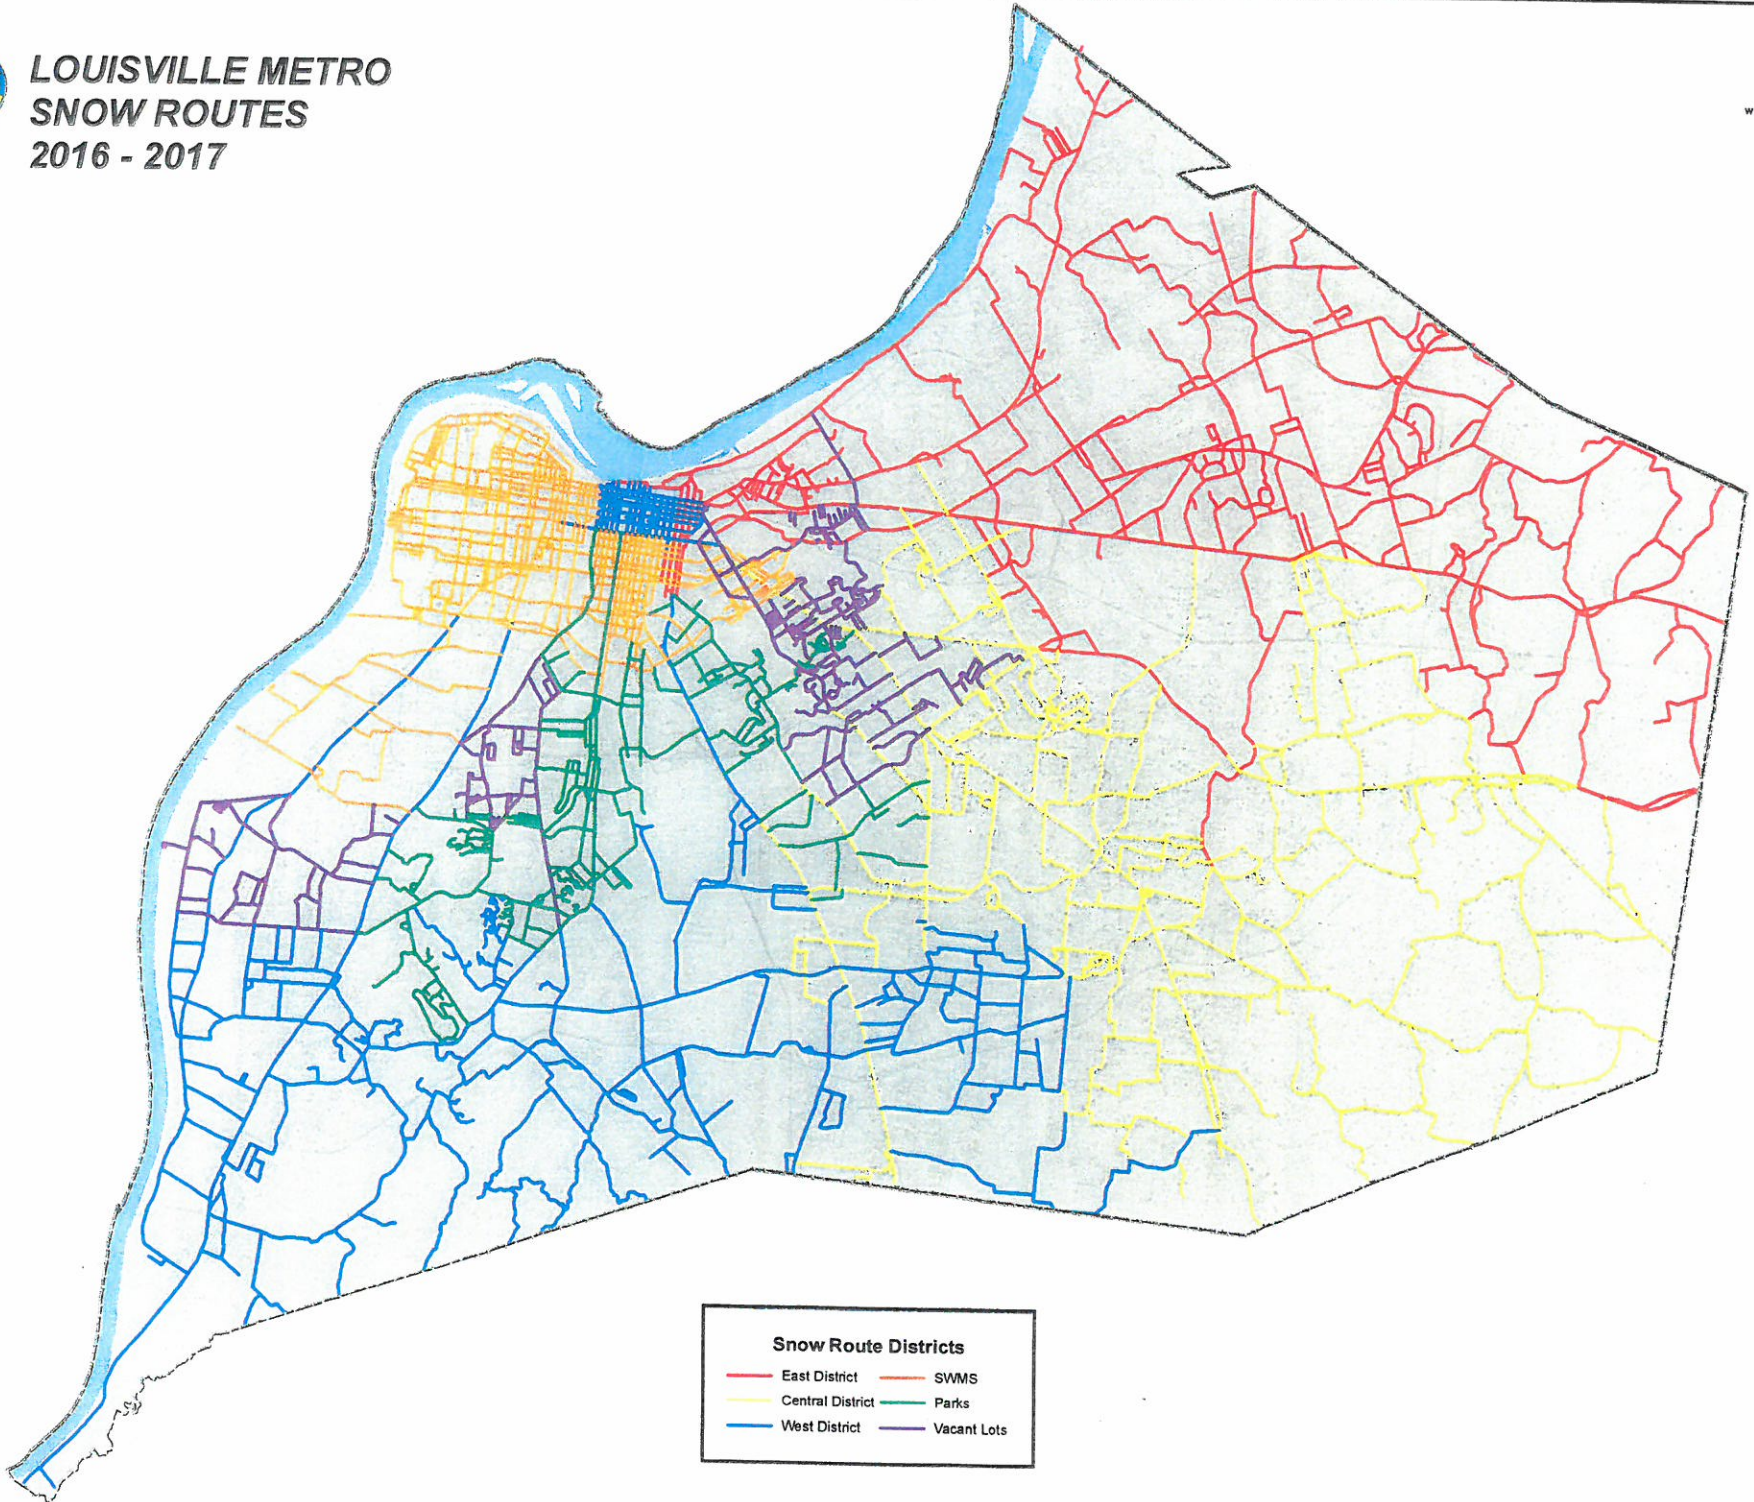 LOUISVILLE METRO
SNOW ROUTES
2016 - 2017
w
Snow Route Districts
East District
SWMS
Central District
Parks
West District
Vacant Lots